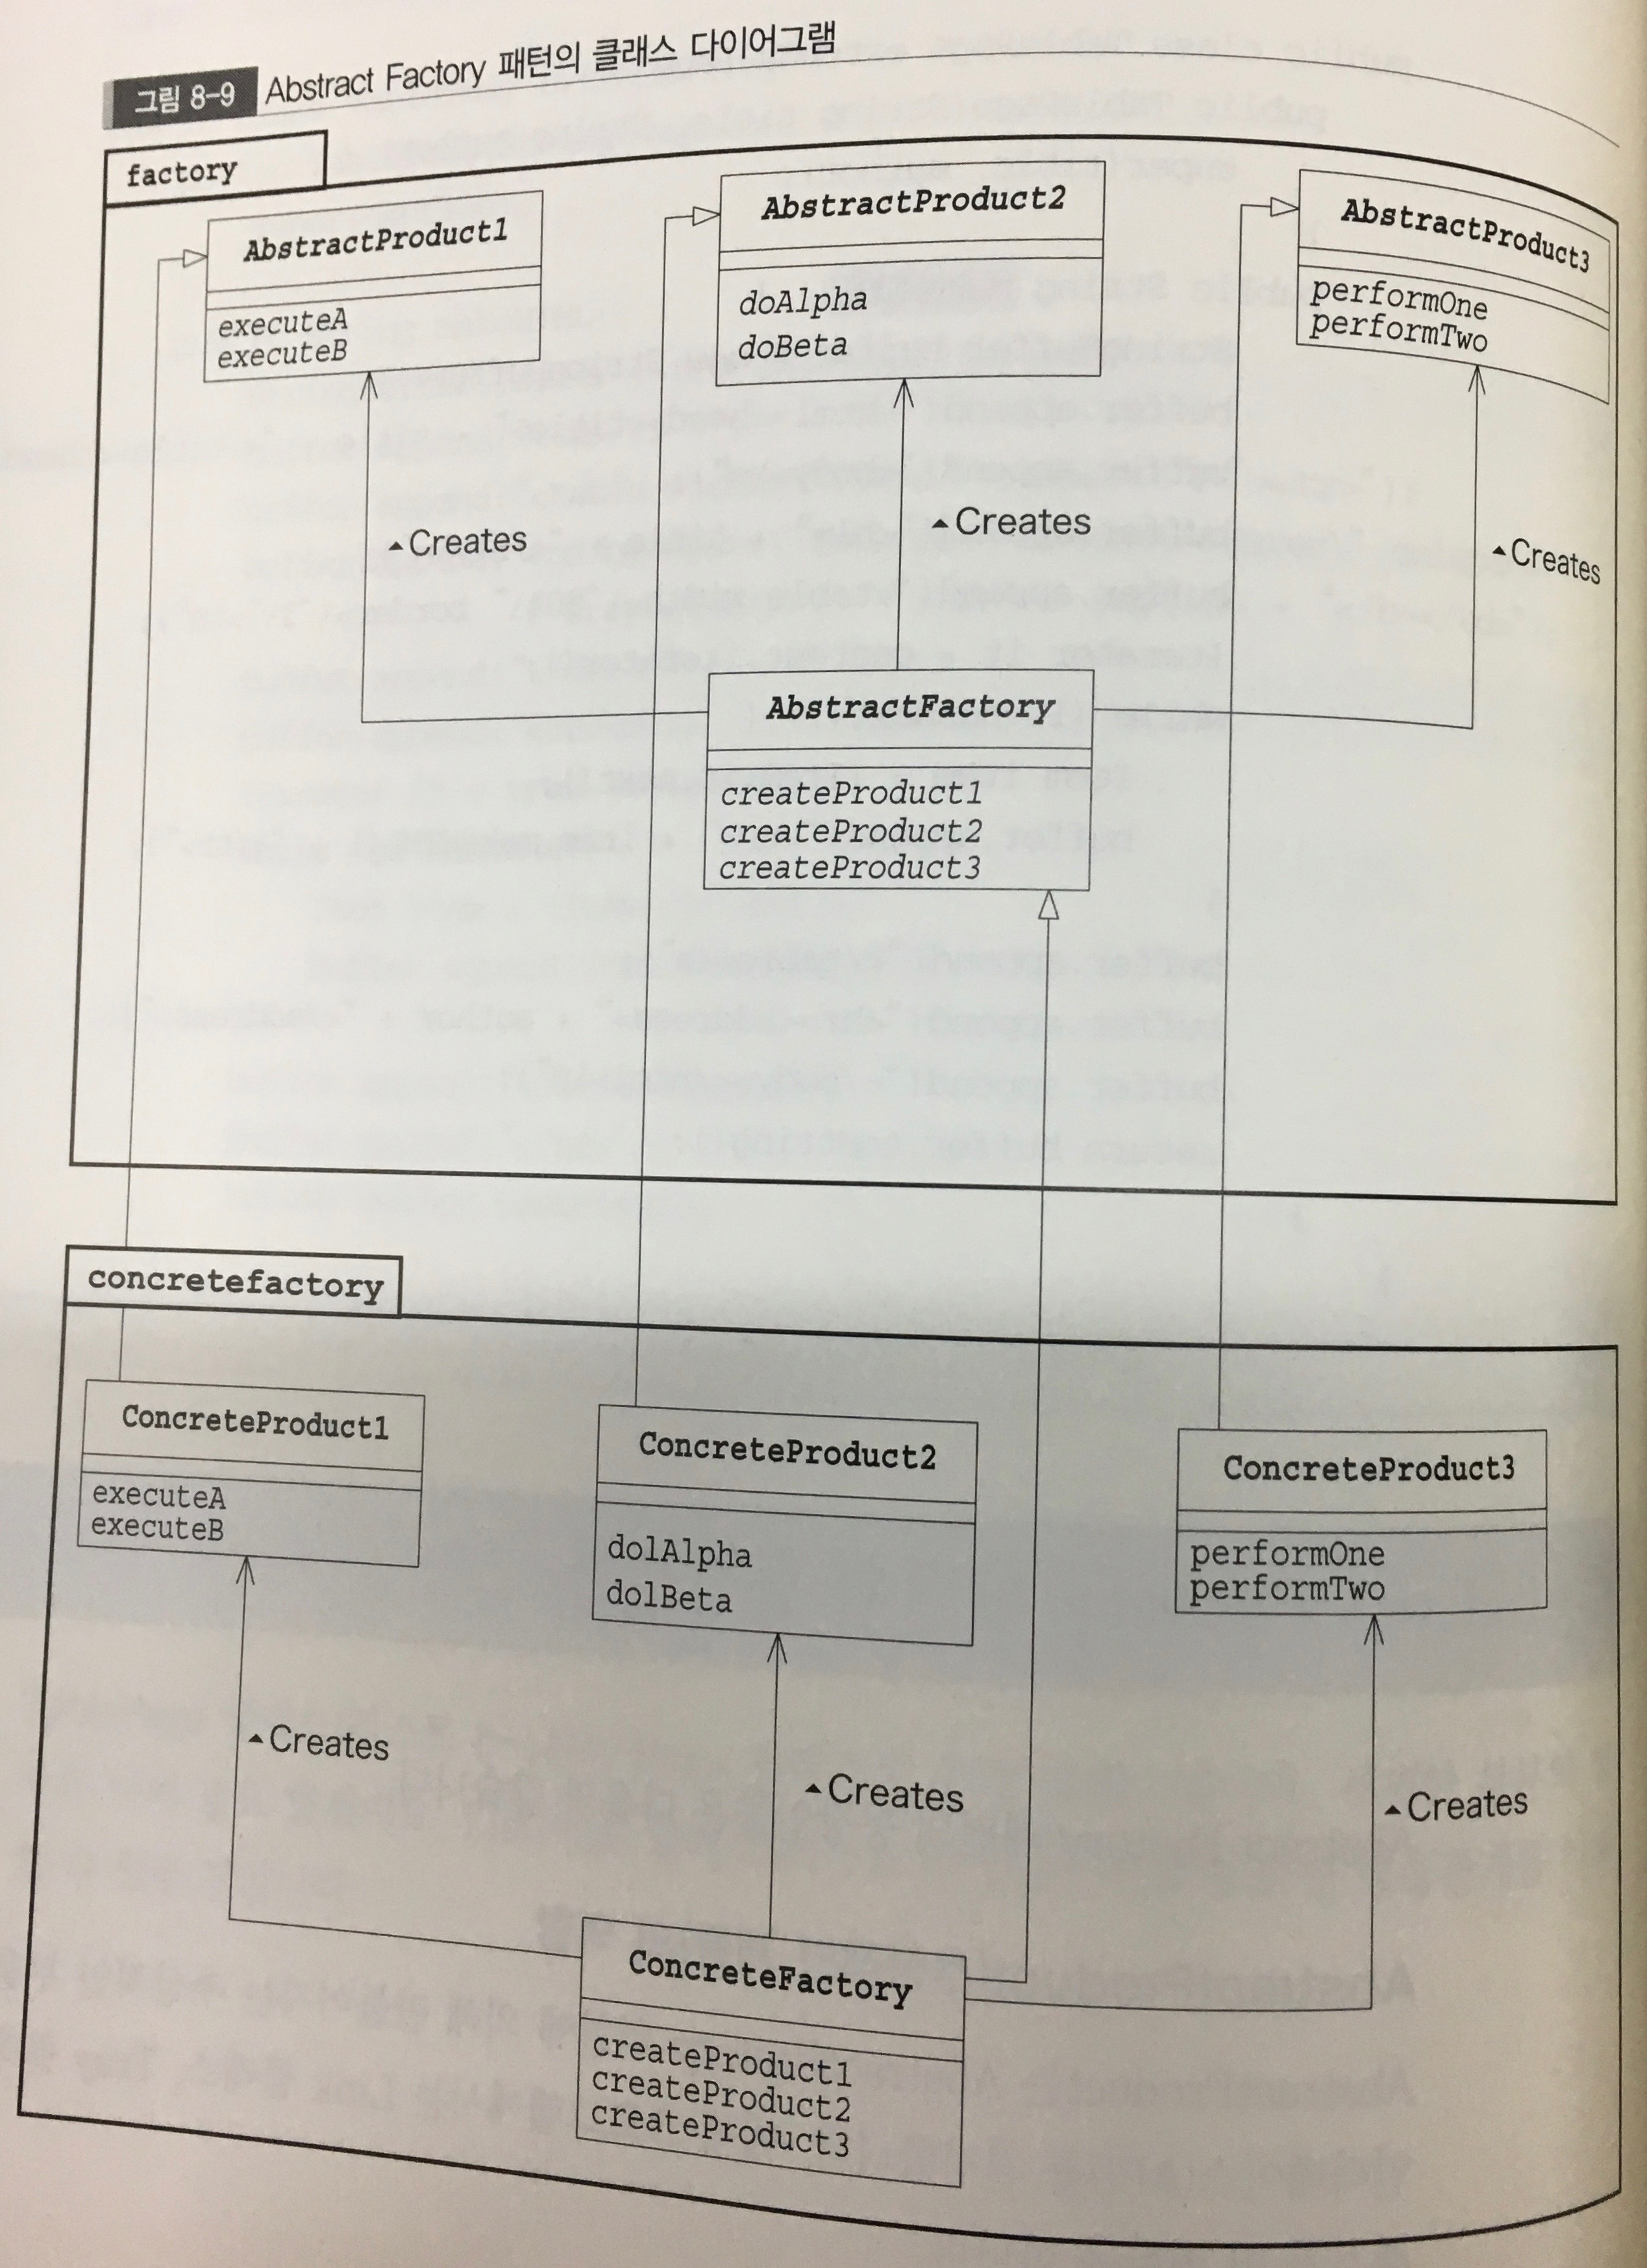 그림 8-9 Abstract Factory 패턴의 클래스 다이어그램
factory
AbstractProduct1
executeA
executeB
AbstractProduct2
doAlpha
doBeta
AbstractProduct3
performOne
performTwo
▲Creates
▲Creates
▲Creates
AbstractFactory
createProduct1
createProduct2
createProduct3
concretefactory
ConcreteProduct1
executeA
executeB
ConcreteProduct2
dolAlpha
dolBeta
ConcreteProduct3
performOne
performTwo
▲Creates
▲Creates
▲Creates
ConcreteFactory
createProduct1
createProduct2
createProduct3